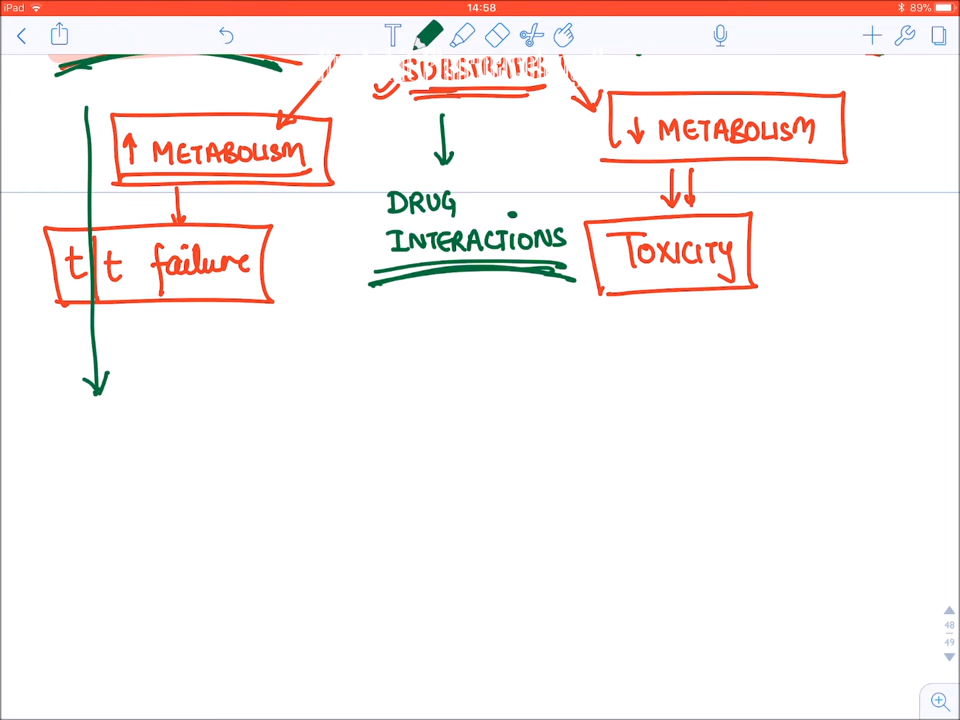 iPad 14:58 89%
T
SUBSTRATES
↑ METABOLISM
↓ METABOLISM
DRUG
INTERACTIONS
t|t failure
TOXICITY
48
49